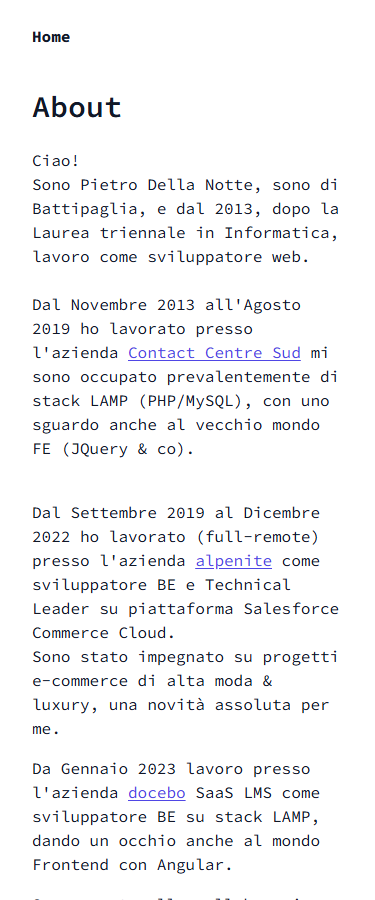 Home
About
Ciao!
Sono Pietro Della Notte, sono di
Battipaglia, e dal 2013, dopo la
Laurea triennale in Informatica,
lavoro come sviluppatore web.
Dal Novembre 2013 all'Agosto
2019 ho lavorato presso
l'azienda Contact Centre Sud mi
sono occupato prevalentemente di
stack LAMP (PHP/MySQL), con uno
sguardo anche al vecchio mondo
FE (JQuery & co).
Dal Settembre 2019 al Dicembre
2022 ho lavorato (full-remote)
presso l'azienda alpenite come
sviluppatore BE e Technical
Leader su piattaforma Salesforce
Commerce Cloud.
Sono stato impegnato su progetti
e-commerce di alta moda &
luxury, una novità assoluta per
me.
Da Gennaio 2023 lavoro presso
l'azienda docebo SaaS LMS come
sviluppatore BE su stack LAMP,
dando un occhio anche al mondo
Frontend con Angular.